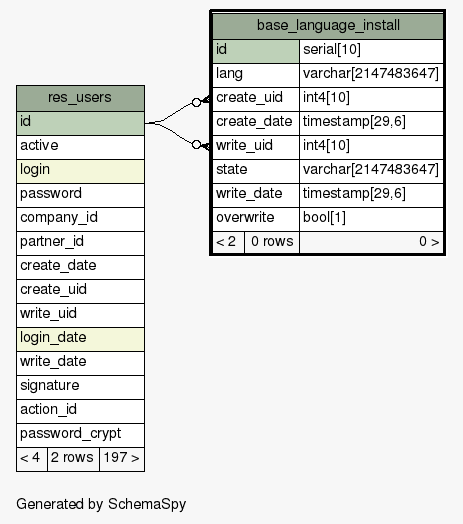 base_language_install
id serial[10]
lang varchar[2147483647]
create_uid int4[10]
create_date timestamp[29,6]
write_uid int4[10]
state varchar[2147483647]
write_date timestamp[29,6]
overwrite bool[1]
< 2 0 rows 0 >
res_users
id
active
login
password
company_id
partner_id
create_date
create_uid
write_uid
login_date
write_date
signature
action_id
password_crypt
< 4 2 rows 197 >
Generated by SchemaSpy